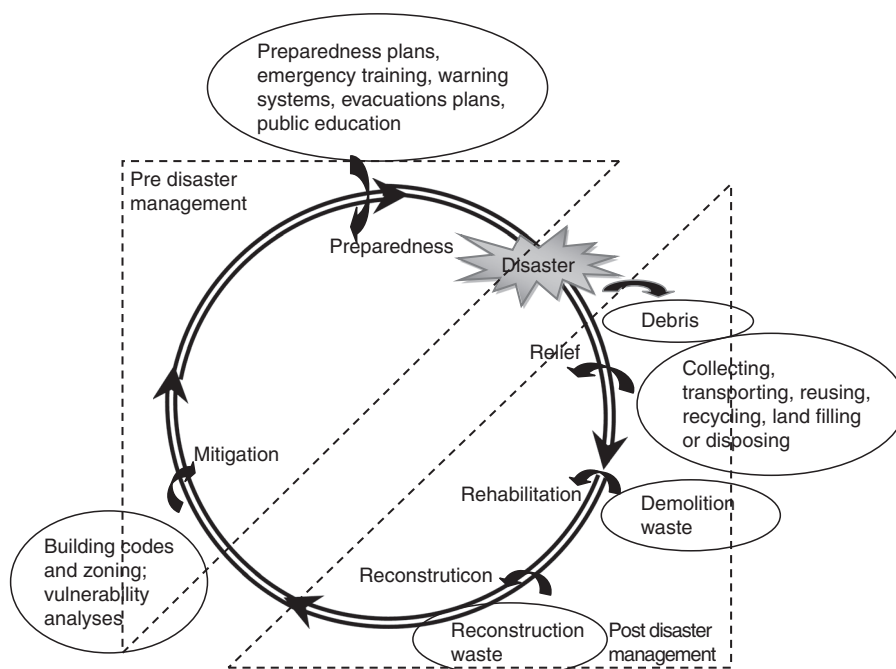 Preparedness plans,
emergency training, warning
systems, evacuations plans,
public education
Pre disaster
management
Preparedness
Disaster
Debris
Relief
Collecting,
transporting, reusing,
recycling, land filling
or disposing
Mitigation
Rehabilitation
Demolition
waste
Building codes
and zoning;
vulnerability
analyses
Reconstruticon
Reconstruction
waste
Post disaster
management